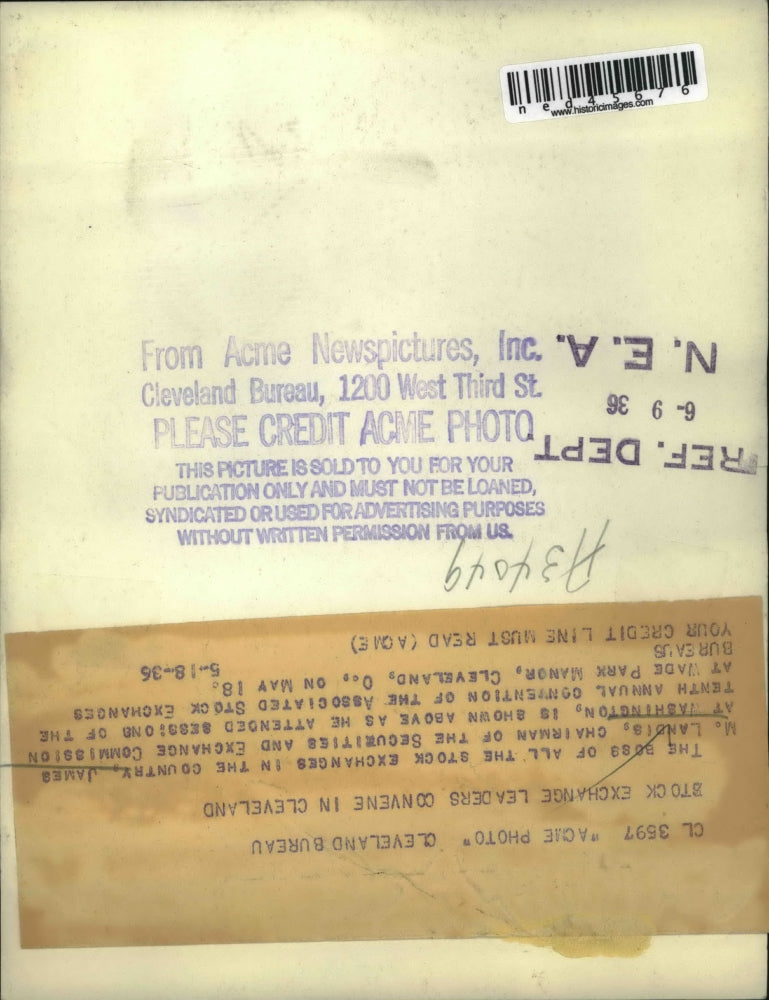 ned45676
www.historicimages.com
From Acme Newspictures, Inc.
Cleveland Bureau, 1200 West Third St.
PLEASE CREDIT ACME PHOTO
THIS PICTURE IS SOLD TO YOU FOR YOUR
PUBLICATION ONLY AND MUST NOT BE LOANED,
SYNDICATED OR USED FOR ADVERTISING PURPOSES
WITHOUT WRITTEN PERMISSION FROM US.
REF. DEPT
6-9 36
N.E.A.
H34049
CL 3597 "ACME PHOTO" CLEVELAND BUREAU
STOCK EXCHANGE LEADERS CONVENE IN CLEVELAND
THE BOSS OF ALL THE STOCK EXCHANGES IN THE COUNTRY, JAMES
M. LANDIS, CHAIRMAN OF THE SECURITIES AND EXCHANGE COMMISSION
AT WASHINGTON, IS SHOWN ABOVE AS HE ATTENDED SESSIONS OF THE
TENTH ANNUAL CONVENTION OF THE ASSOCIATED STOCK EXCHANGES
AT WADE PARK MANOR, CLEVELAND, O., ON MAY 18.
BUREAUS 5-18-36
YOUR CREDIT LINE MUST READ (ACME)